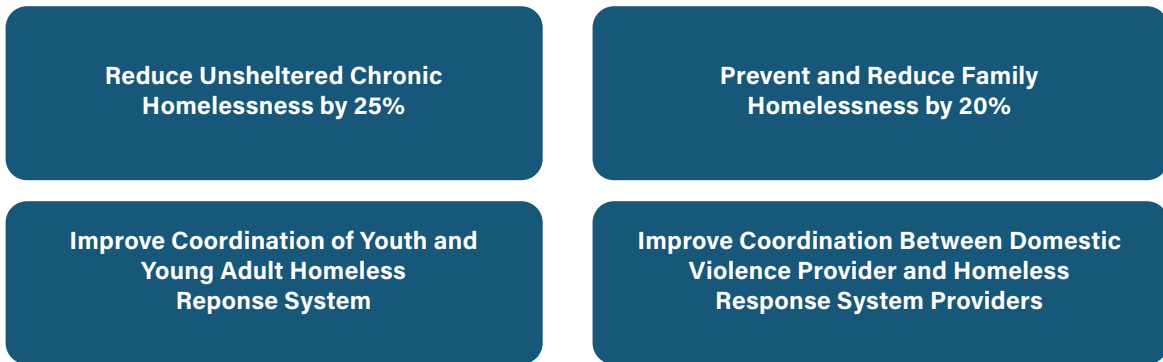 Reduce Unsheltered Chronic
Homelessness by 25%
Prevent and Reduce Family
Homelessness by 20%
Improve Coordination of Youth and
Young Adult Homeless
Reponse System
Improve Coordination Between Domestic
Violence Provider and Homeless
Response System Providers